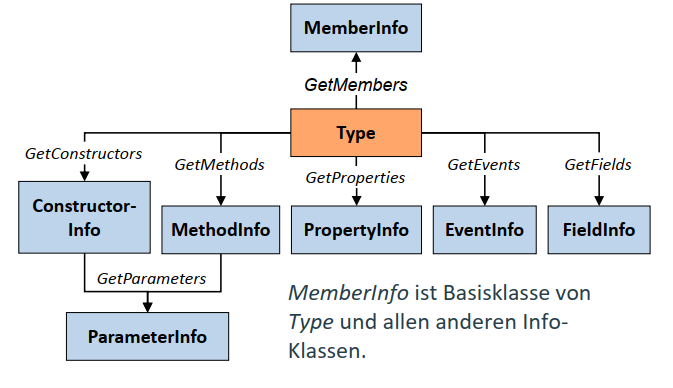 MemberInfo
GetMembers
Type
GetConstructors
GetMethods
GetProperties
GetEvents
GetFields
Constructor-
Info
MethodInfo
PropertyInfo
EventInfo
FieldInfo
GetParameters
ParameterInfo
MemberInfo ist Basisklasse von
Type und allen anderen Info-
Klassen.